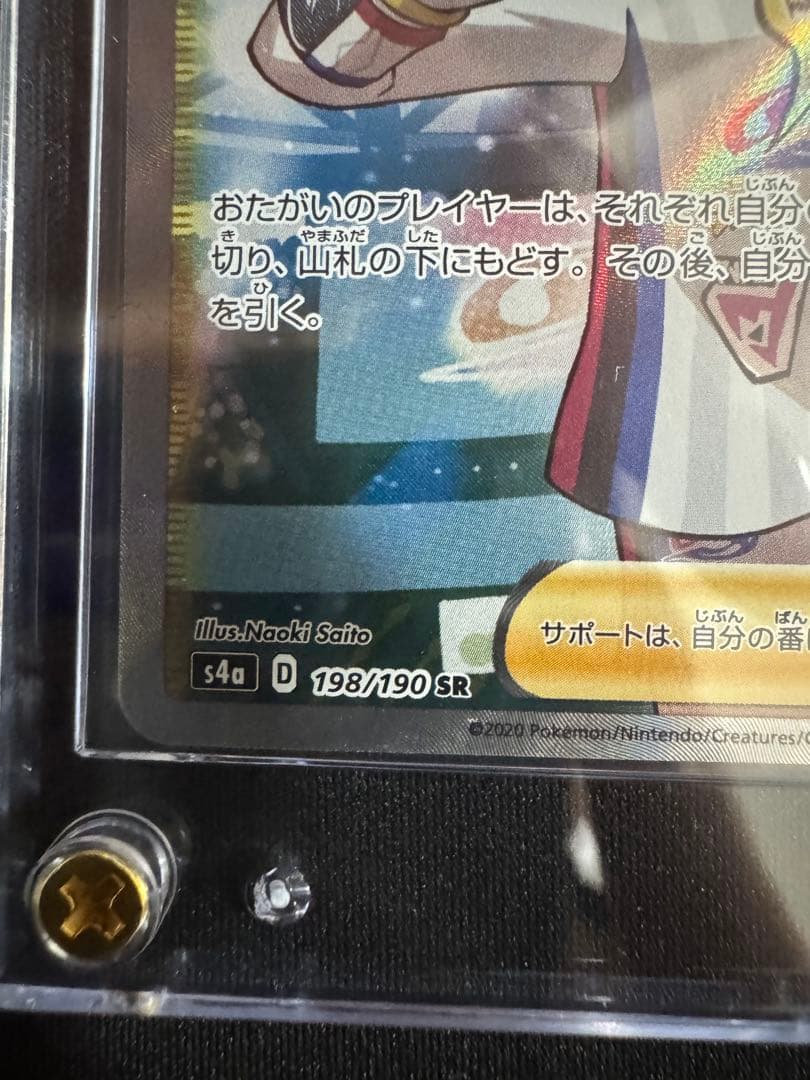 おたがいのプレイヤーは、それぞれ自分
切り、山札の下にもどす。その後、自分
を引く。
サポートは、自分の番
Illus.Naoki Saito
s4a D 198/190 SR
©2020 Pokémon/Nintendo/Creatures/